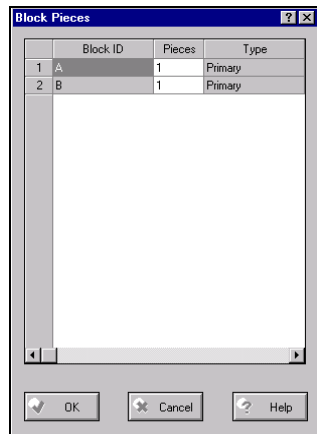 Block Pieces
Block ID Pieces Type
1 A 1 Primary
2 B 1 Primary
OK Cancel Help